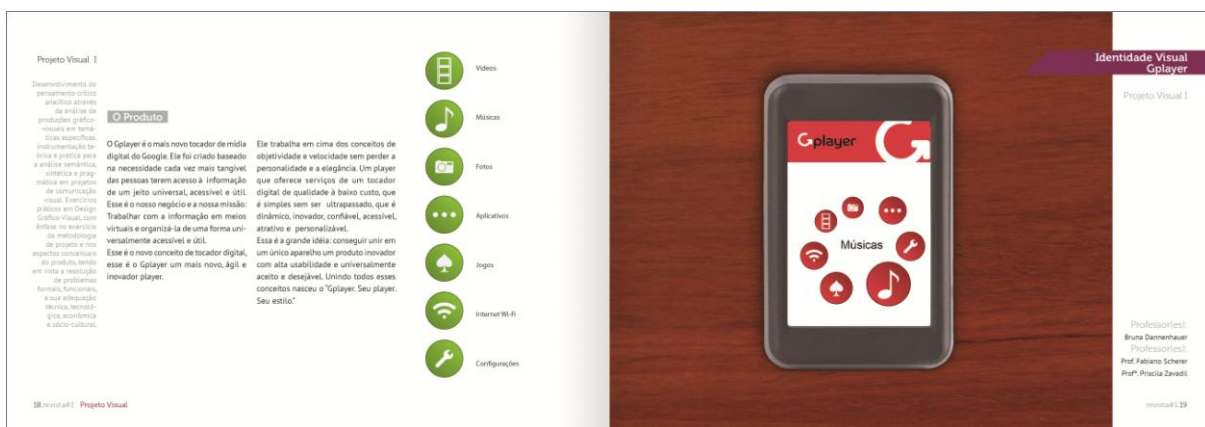 Projeto Visual I
Desenvolvimento do
pensamento crítico
analítico através
da análise de
produções gráfico
-visuais em temá-
ticas específicas.
Instrumentação te-
órica e prática para
a análise semântica,
sintática e prag-
mática em projetos
de comunicação
visual. Exercícios
práticos em Design
Gráfico-Visual, com
ênfase no exercício
da metodologia
de projeto e nos
aspectos conceituais
do produto, tendo
em vista a resolução
de problemas
formais, funcionais,
e sua adequação
técnica, tecnoló-
gica, econômica
e sócio-cultural.
O Produto
O Gplayer é o mais novo tocador de mídia
digital do Google. Ele foi criado baseado
na necessidade cada vez mais tangível
das pessoas terem acesso à informação
de um jeito universal, acessível e útil.
Esse é o nosso negócio e a nossa missão:
Trabalhar com a informação em meios
virtuais e organizá-la de uma forma uni-
versalmente acessível e útil.
Esse é o novo conceito de tocador digital,
esse é o Gplayer um mais novo, ágil e
inovador player.
Ele trabalha em cima dos conceitos de
objetividade e velocidade sem perder a
personalidade e a elegância. Um player
que oferece serviços de um tocador
digital de qualidade à baixo custo, que
é simples sem ser ultrapassado, que é
dinâmico, inovador, confiável, acessível,
atrativo e personalizável.
Essa é a grande idéia: conseguir unir em
um único aparelho um produto inovador
com alta usabilidade e universalmente
aceito e desejável. Unindo todos esses
conceitos nasceu o "Gplayer. Seu player.
Seu estilo."
Vídeos
Músicas
Fotos
Aplicativos
Jogos
Internet Wi-Fi
Configurações
18.revista#1 Projeto Visual
Gplayer
G
Músicas
Identidade Visual
Gplayer
Projeto Visual I
Professor(es):
Bruna Dannenhauer
Professor(es):
Prof. Fabiano Scherer
Profª. Priscila Zavadil
revista#1.19